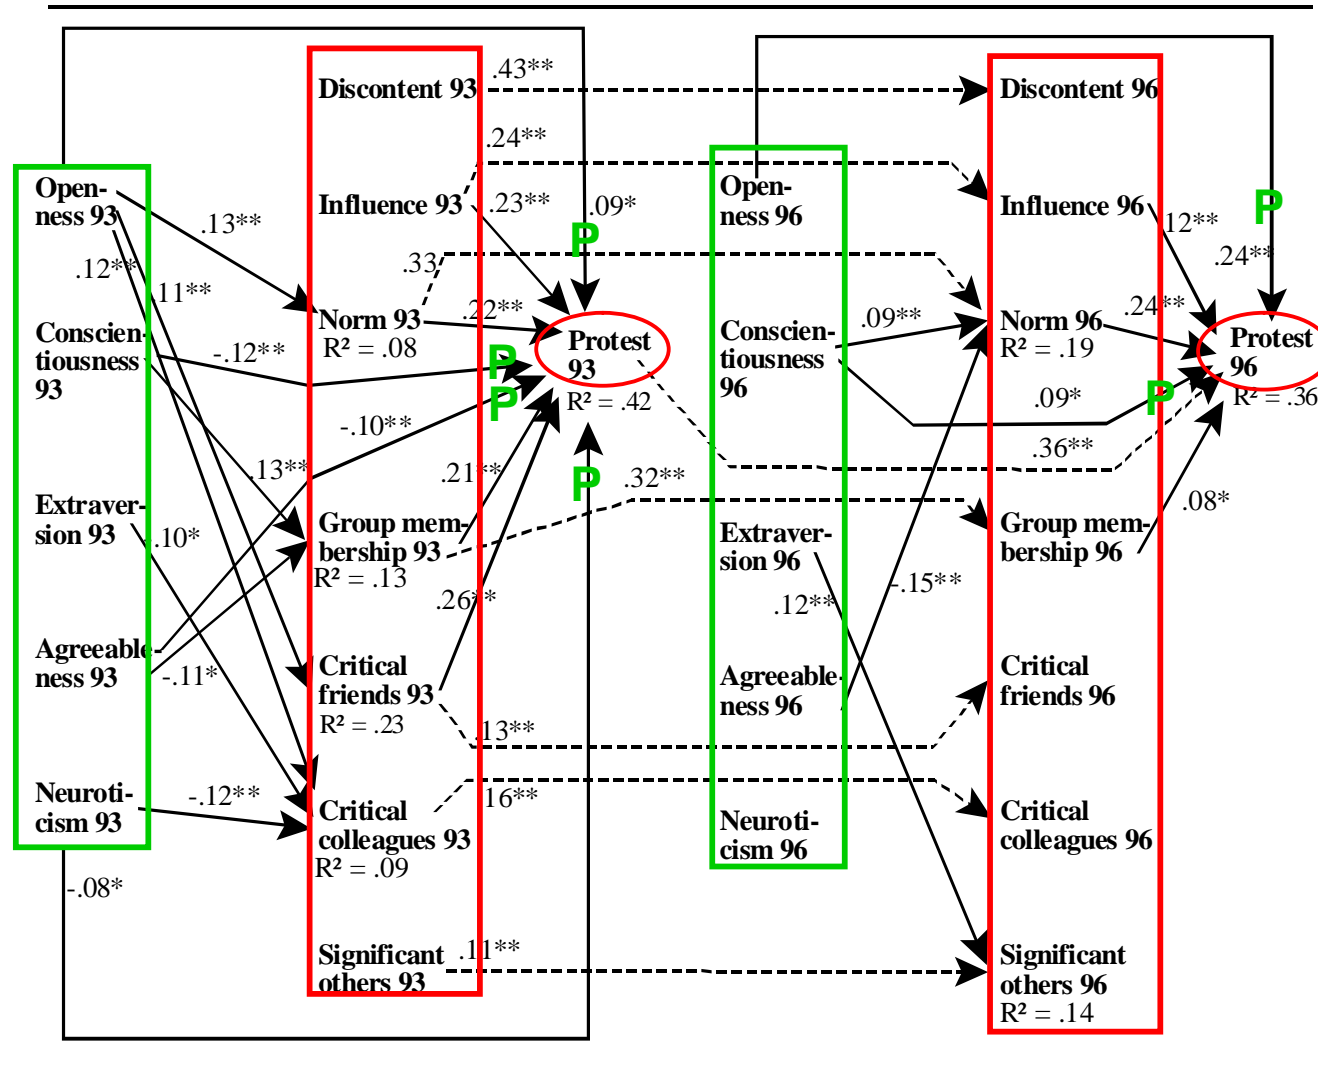 Open-
ness 93
Conscien-
tiousness
93
Extraver-
sion 93
Agreeable-
ness 93
Neuroti-
cism 93
-.08*
.13**
.12**
.11**
-.12**
-.10**
.13**
.10*
-.11*
-.12**
Discontent 93
Influence 93
Norm 93
R² = .08
Group mem-
bership 93
R² = .13
Critical
friends 93
R² = .23
Critical
colleagues 93
R² = .09
Significant
others 93
.43**
.24**
.23**
.09*
P
.33
.22**
P
P
Protest
93
R² = .42
.21**
P
.32**
.26**
.13**
16**
.11**
Open-
ness 96
Conscien-
tiousness
96
Extraver-
sion 96
Agreeable-
ness 96
Neuroti-
cism 96
.09**
.09*
.36**
-.15**
.12**
Discontent 96
Influence 96
Norm 96
R² = .19
Group mem-
bership 96
Critical
friends 96
Critical
colleagues 96
Significant
others 96
R² = .14
12**
P
.24**
.24**
P
Protest
96
R² = .36
.08*